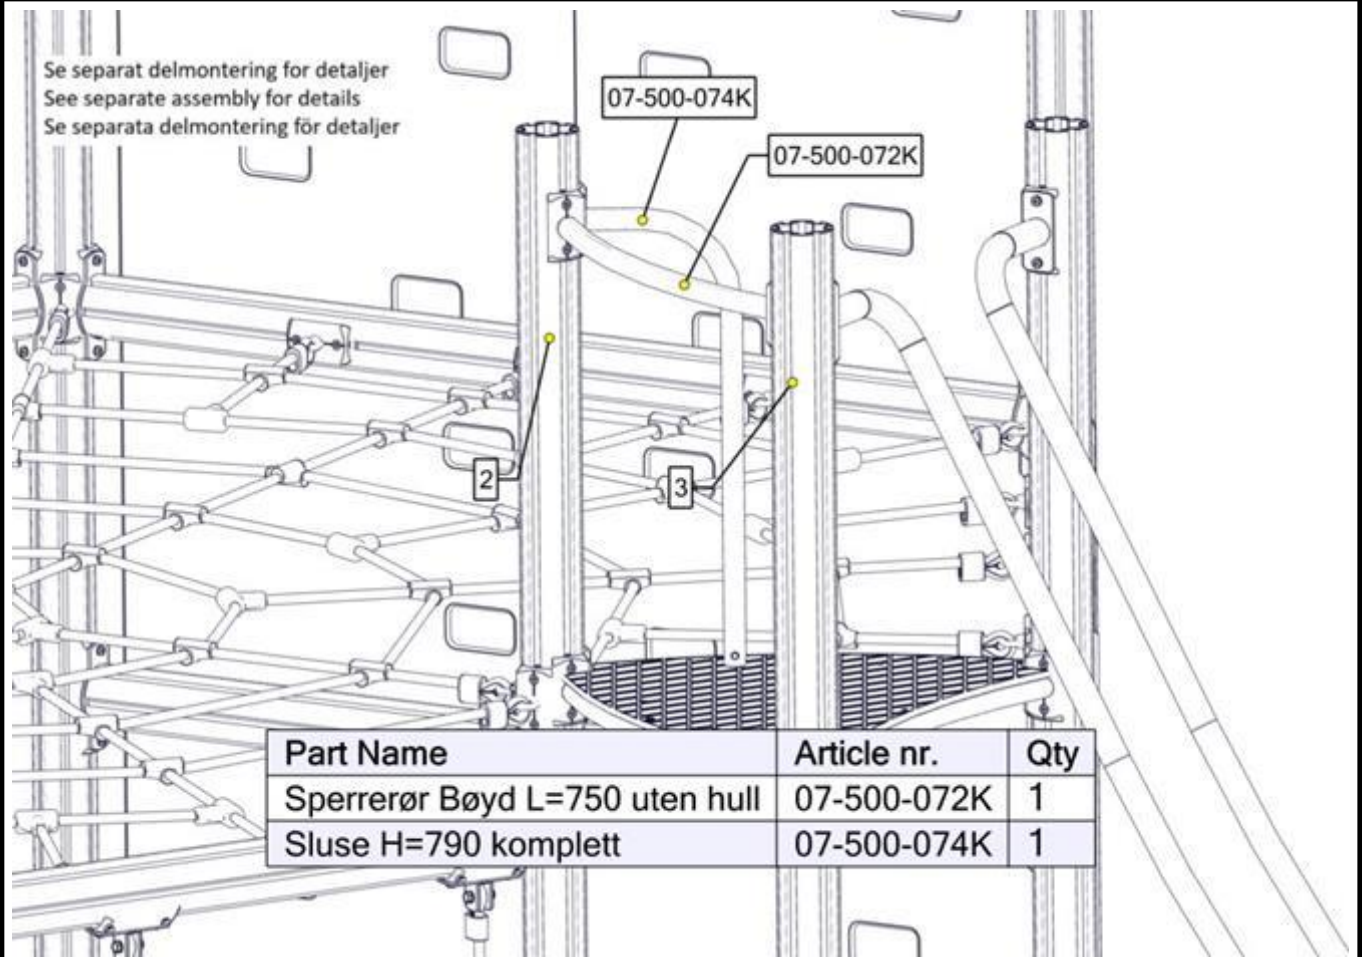 Se separat delmontering for detaljer
See separate assembly for details
Se separata delmontering för detaljer
07-500-074K
07-500-072K
2
3
Part Name Article nr. Qty
Sperrerør Bøyd L=750 uten hull 07-500-072K 1
Sluse H=790 komplett 07-500-074K 1